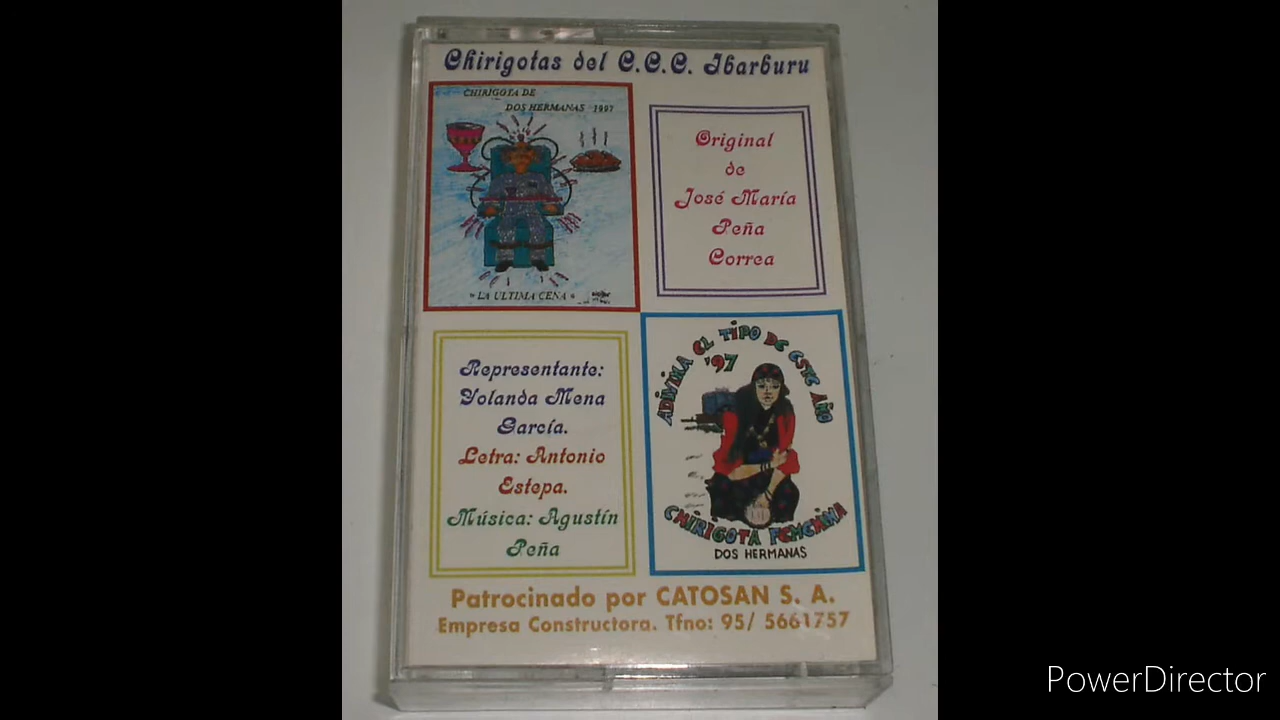 Chirigotas del C.C.C. Ibarburu
CHIRIGOTA DE
DOS HERMANAS 1997
"LA ULTIMA CENA"
Original
de
José María
Peña
Correa
Representante:
Yolanda Mena
García.
Letra: Antonio
Estepa.
Música: Agustín
Peña
ADIVINA EL TIPO DE ESTE AÑO
'97
CHIRIGOTA FEMENINA
DOS HERMANAS
Patrocinado por CATOSAN S. A.
Empresa Constructora. Tfno: 95/ 5661757
PowerDirector